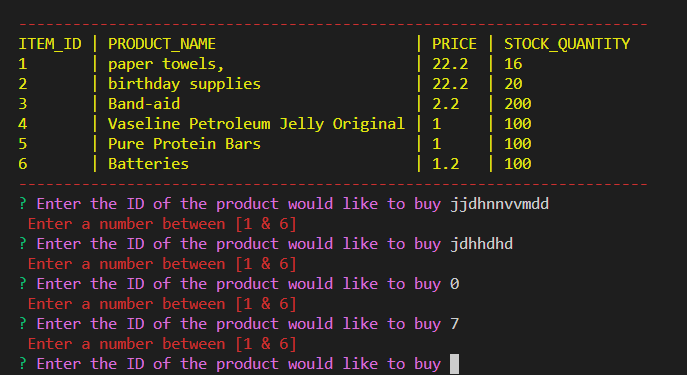 ----------------------------------------------------------------------
ITEM_ID | PRODUCT_NAME                      | PRICE | STOCK_QUANTITY
1       | paper towels,                     | 22.2  | 16
2       | birthday supplies                 | 22.2  | 20
3       | Band-aid                          | 2.2   | 200
4       | Vaseline Petroleum Jelly Original | 1     | 100
5       | Pure Protein Bars                 | 1     | 100
6       | Batteries                         | 1.2   | 100
----------------------------------------------------------------------
? Enter the ID of the product would like to buy jjdhnnvvmdd
Enter a number between [1 & 6]
? Enter the ID of the product would like to buy jdhhdhd
Enter a number between [1 & 6]
? Enter the ID of the product would like to buy 0
Enter a number between [1 & 6]
? Enter the ID of the product would like to buy 7
Enter a number between [1 & 6]
? Enter the ID of the product would like to buy